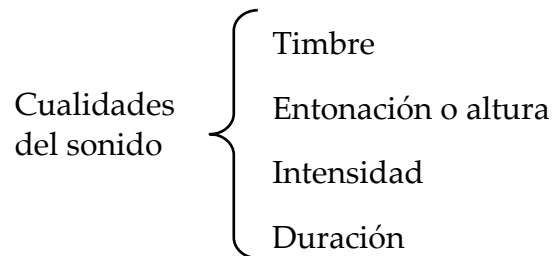 Cualidades
del sonido
Timbre
Entonación o altura
Intensidad
Duración